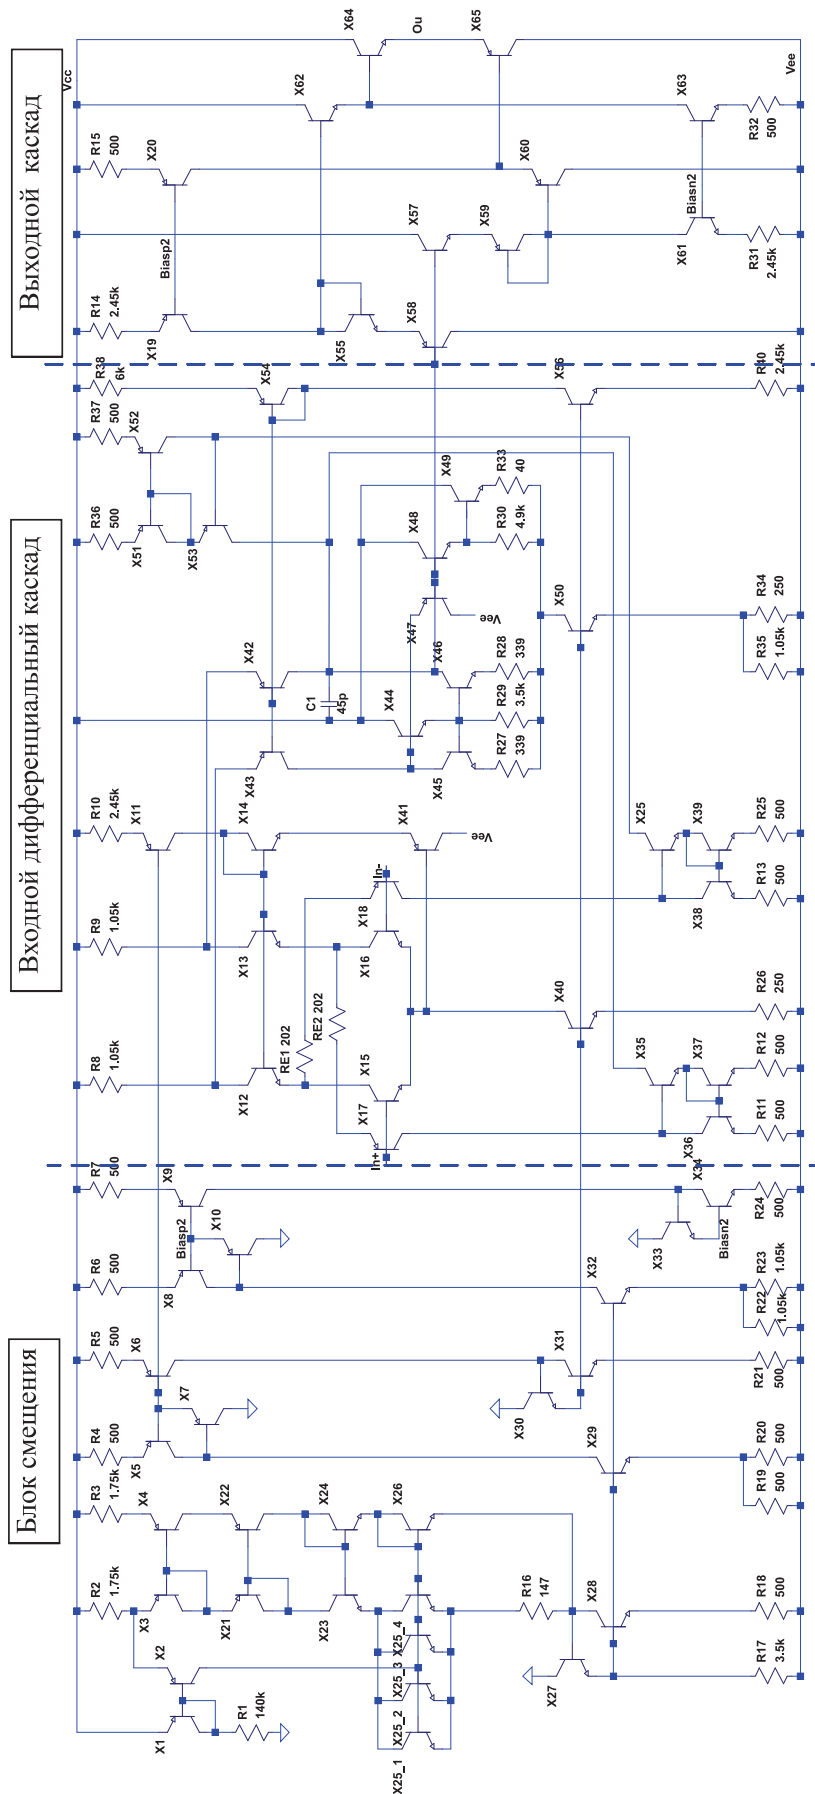 Блок смещения
Входной дифференциальный каскад
Выходной каскад
Vcc
R2
1.75k
R3
1.75k
R4
500
R5
500
R6
500
R7
500
R8
1.05k
R9
1.05k
R10
2.45k
R36
500
R37
500
R38
6k
R14
2.45k
R15
500
X1
X2
X3
X4
X5
X6
X7
X8
Biasp2
X9
X10
X11
X51
X52
X53
X54
X19
Biasp2
X20
X62
X64
R1
140k
X21
X22
X23
X24
X12
X13
X14
X43
X42
C1
45p
X55
X58
X57
X59
Ou
X65
RE1 202
RE2 202
X25_1
X25_2
X25_3
X25_4
X26
In+
X17
X15
X16
X18
In-
X41
Vee
X45
X44
X46
X47
Vee
X48
X49
R27
339
R29
3.5k
R28
339
R30
4.9k
R33
40
R16
147
X27
X28
X29
X30
X31
X32
X33
X34
Biasn2
X35
X36
X37
X40
X38
X39
X25
X50
X56
X60
X61
Biasn2
X63
R17
3.5k
R18
500
R19
500
R20
500
R21
500
R22
1.05k
R23
1.05k
R24
500
R11
500
R12
500
R26
250
R13
500
R25
500
R35
1.05k
R34
250
R40
2.45k
R31
2.45k
R32
500
Vee